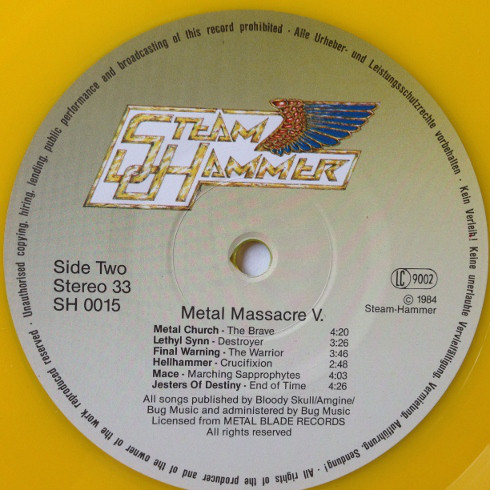 · Unauthorised copying, hiring, lending, public performance and broadcasting of this record prohibited · Alle Urheber- und Leistungsschutzrechte vorbehalten · Kein Verleih! Keine unerlaubte Vervielfältigung, Vermietung, Aufführung, Sendung! · All rights of the producer and of the owner of the work reproduced reserved
STEAM
HAMMER
Side Two
Stereo 33
SH 0015
LC 9002
© 1984
Steam-Hammer
Metal Massacre V.
Metal Church - The Brave 4:20
Lethyl Synn - Destroyer 3:26
Final Warning - The Warrior 3:46
Hellhammer - Crucifixion 2:48
Mace - Marching Sapprophytes 4:03
Jesters Of Destiny - End of Time 4:26
All songs published by Bloody Skull/Amgine/
Bug Music and administered by Bug Music
Licensed from METAL BLADE RECORDS
All rights reserved